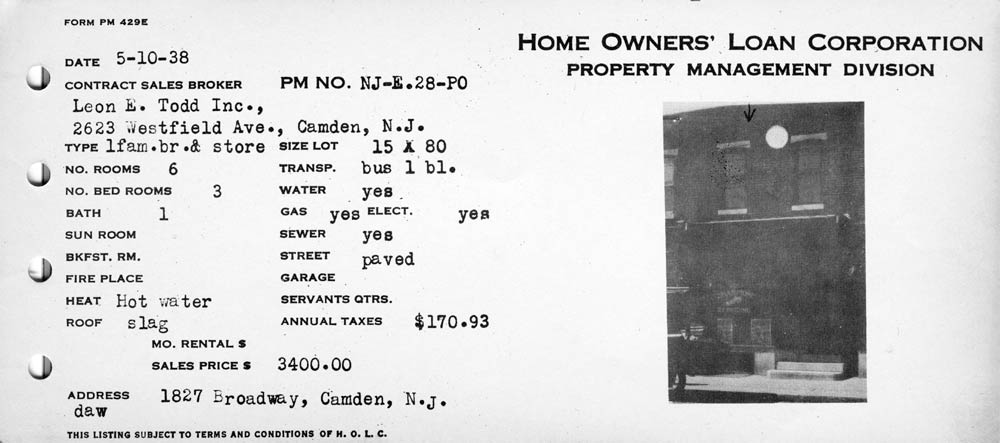 FORM PM 429E
HOME OWNERS' LOAN CORPORATION
PROPERTY MANAGEMENT DIVISION
DATE 5-10-38
CONTRACT SALES BROKER PM NO. NJ-E.28-PO
Leon E. Todd Inc.,
2623 Westfield Ave., Camden, N.J.
TYPE 1fam.br.& store SIZE LOT 15 X 80
NO. ROOMS 6 TRANSP. bus 1 bl.
NO. BED ROOMS 3 WATER yes
BATH 1 GAS yes ELECT. yes
SUN ROOM SEWER yes
BKFST. RM. STREET paved
FIRE PLACE GARAGE
HEAT Hot water SERVANTS QTRS.
ROOF slag ANNUAL TAXES $170.93
MO. RENTAL $
SALES PRICE $ 3400.00
ADDRESS 1827 Broadway, Camden, N.J.
daw
THIS LISTING SUBJECT TO TERMS AND CONDITIONS OF H. O. L. C.